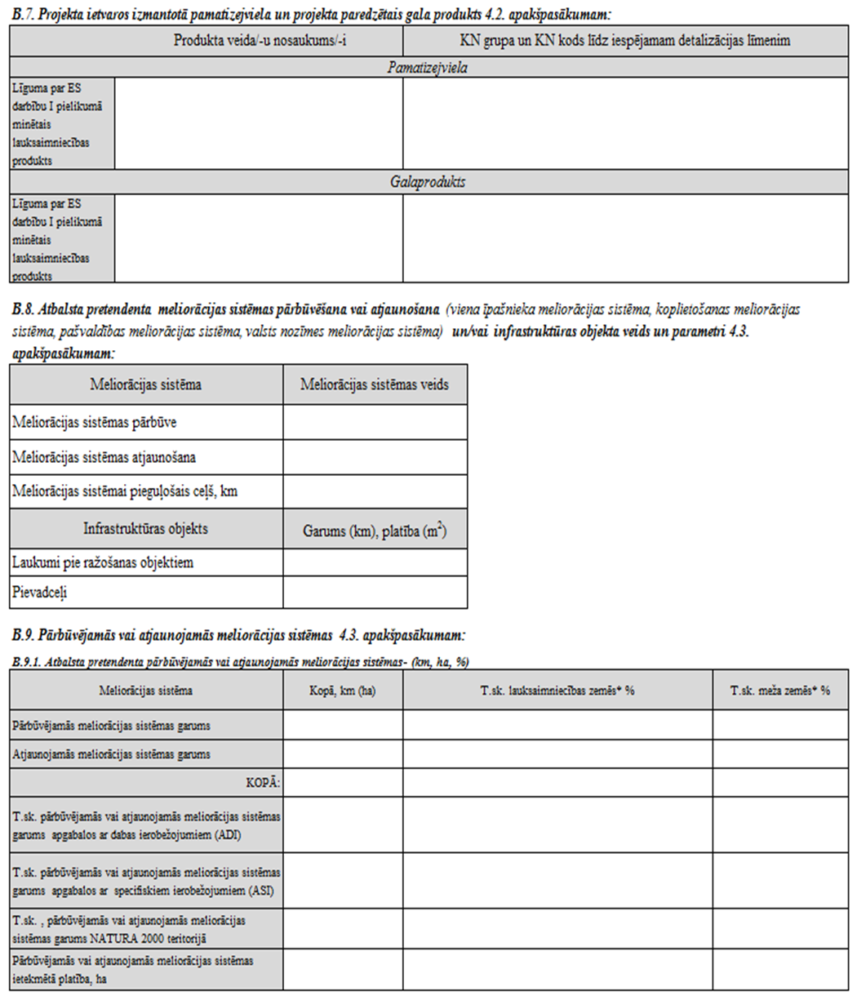 B.7. Projekta ietvaros izmantotā pamatizejviela un projekta paredzētais gala produkts 4.2. apakšpasākumam:
Produkta veida/-u nosaukums/-i
KN grupa un KN kods līdz iespējamam detalizācijas līmenim
Pamatizejviela
Līguma par ES
darbību I pielikumā
minētais
lauksaimniecības
produkts
Galaprodukts
Līguma par ES
darbību I pielikumā
minētais
lauksaimniecības
produkts
B.8. Atbalsta pretendenta meliorācijas sistēmas pārbūvēšana vai atjaunošana (viena īpašnieka meliorācijas sistēma, koplietošanas meliorācijas
sistēma, pašvaldības meliorācijas sistēma, valsts nozīmes meliorācijas sistēma) un/vai infrastruktūras objekta veids un parametri 4.3.
apakšpasākumam:
Meliorācijas sistēma
Meliorācijas sistēmas veids
Meliorācijas sistēmas pārbūve
Meliorācijas sistēmas atjaunošana
Meliorācijas sistēmai pieguļošais ceļš, km
Infrastruktūras objekts
Garums (km), platība (m²)
Laukumi pie ražošanas objektiem
Pievadceļi
B.9. Pārbūvējamās vai atjaunojamās meliorācijas sistēmas 4.3. apakšpasākumam:
B.9.1. Atbalsta pretendenta pārbūvējamās vai atjaunojamās meliorācijas sistēmas- (km, ha, %)
Meliorācijas sistēma
Kopā, km (ha)
T.sk. lauksaimniecības zemēs* %
T.sk. meža zemēs* %
Pārbūvējamās meliorācijas sistēmas garums
Atjaunojamās meliorācijas sistēmas garums
KOPĀ:
T.sk. pārbūvējamās vai atjaunojamās meliorācijas sistēmas
garums apgabalos ar dabas ierobežojumiem (ADI)
T.sk. pārbūvējamās vai atjaunojamās meliorācijas sistēmas
garums apgabalos ar specifiskiem ierobežojumiem (ASI)
T.sk. , pārbūvējamās vai atjaunojamās meliorācijas
sistēmas garums NATURA 2000 teritorijā
Pārbūvējamās vai atjaunojamās meliorācijas sistēmas
ietekmētā platība, ha